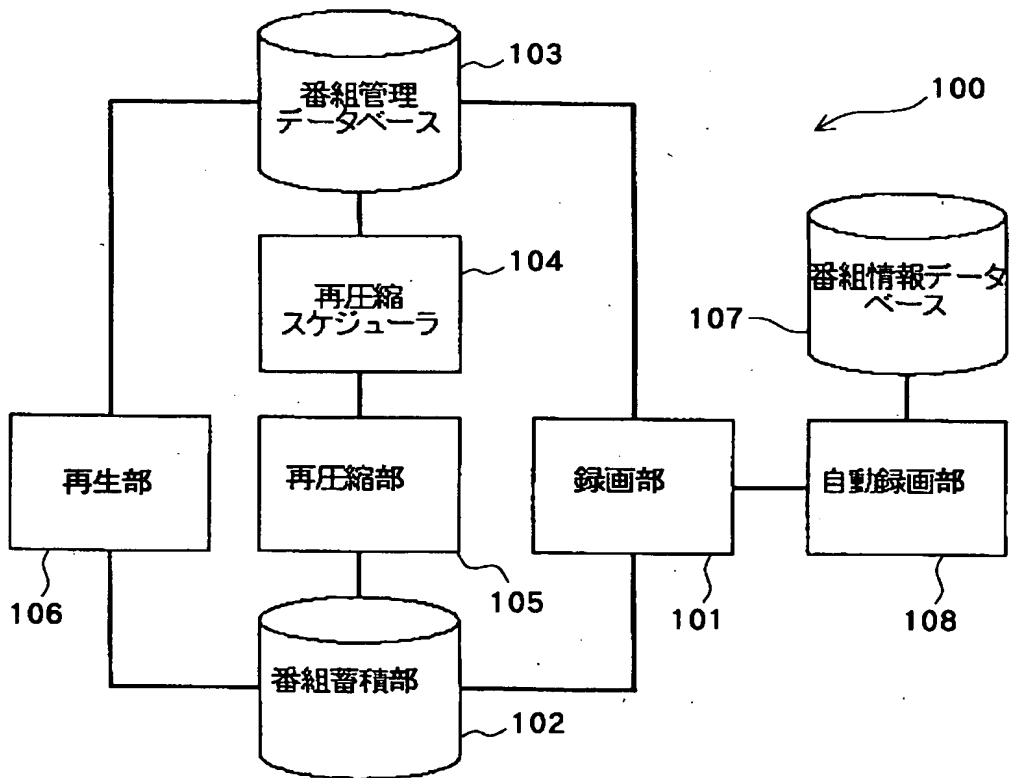 103
番組管理
データベース
100
104
再圧縮
スケジューラ
番組情報データ
ベース
107
再生部
再圧縮部
録画部
自動録画部
106
105
101
108
番組蓄積部
102